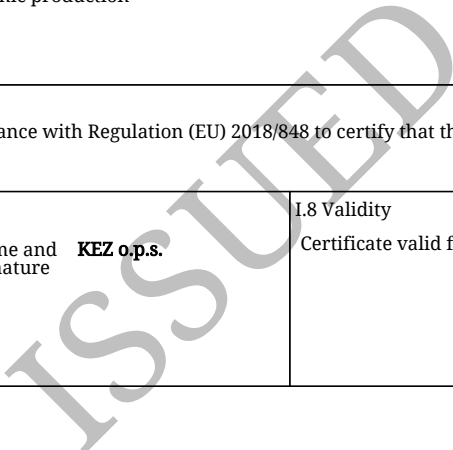 production
ance with Regulation (EU) 2018/848 to certify that th
I.8 Validity
Certificate valid f
me and KEZ o.p.s.
nature
ISSUED